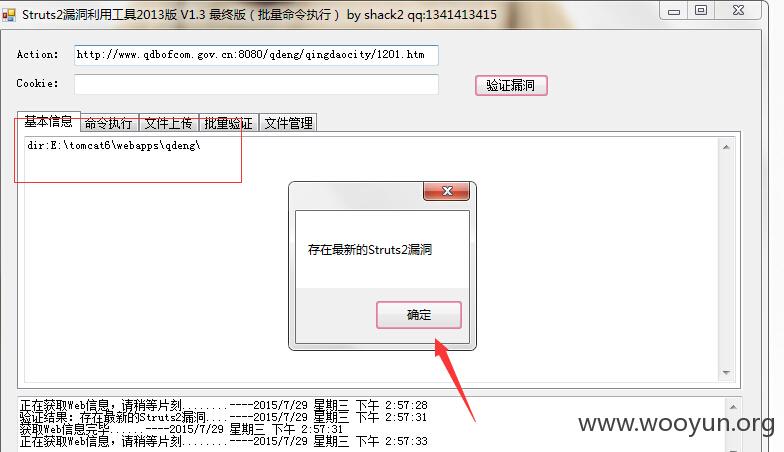 Struts2漏洞利用工具2013版 V1.3 最终版（批量命令执行） by shack2 qq:1341413415
Action: http://www.qdbofcom.gov.cn:8080/qdeng/qingdaocity/1201.htm
Cookie: 验证漏洞
基本信息 命令执行 文件上传 批量验证 文件管理
dir:E:\tomcat6\webapps\qdeng\
存在最新的Struts2漏洞
确定
正在获取Web信息，请稍等片刻........----2015/7/29 星期三 下午 2:57:28
验证结果：存在最新的Struts2漏洞....----2015/7/29 星期三 下午 2:57:31
获取Web信息完毕......----2015/7/29 星期三 下午 2:57:31
正在获取Web信息，请稍等片刻........----2015/7/29 星期三 下午 2:57:33
www.wooyun.org